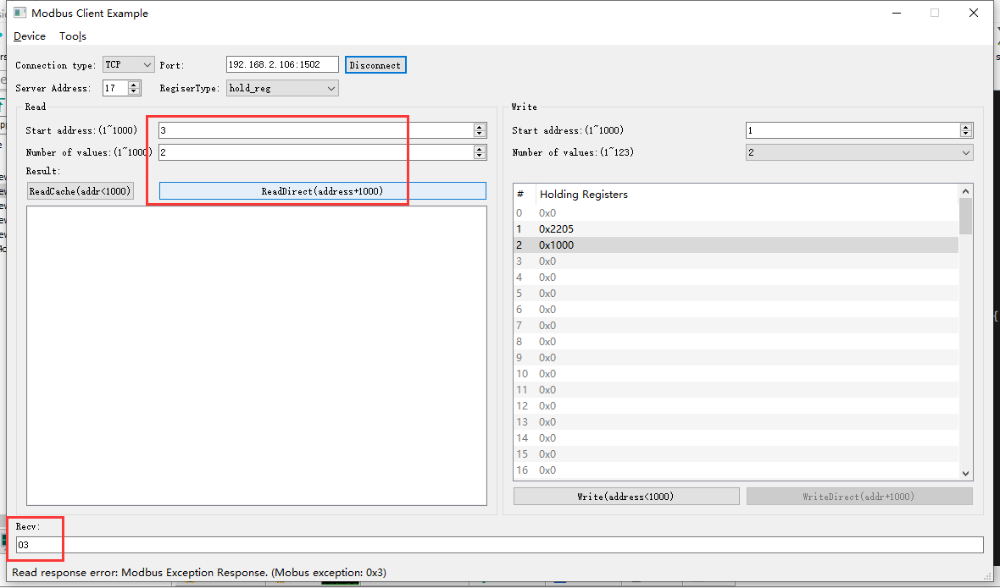 Modbus Client Example
Device Tools
Connection type: TCP Port: 192.168.2.106:1502 Disconnect
Server Address: 17 RegiserType: hold_reg
Read
Start address:(1~1000) 3
Number of values:(1~1000) 2
Result:
ReadCache(addr<1000) ReadDirect(address+1000)
Write
Start address:(1~1000) 1
Number of values:(1~123) 2
# Holding Registers
0 0x0
1 0x2205
2 0x1000
3 0x0
4 0x0
5 0x0
6 0x0
7 0x0
8 0x0
9 0x0
10 0x0
11 0x0
12 0x0
13 0x0
14 0x0
15 0x0
16 0x0
Write(address<1000) WriteDirect(addr+1000)
Recv:
03
Read response error: Modbus Exception Response. (Mobus exception: 0x3)